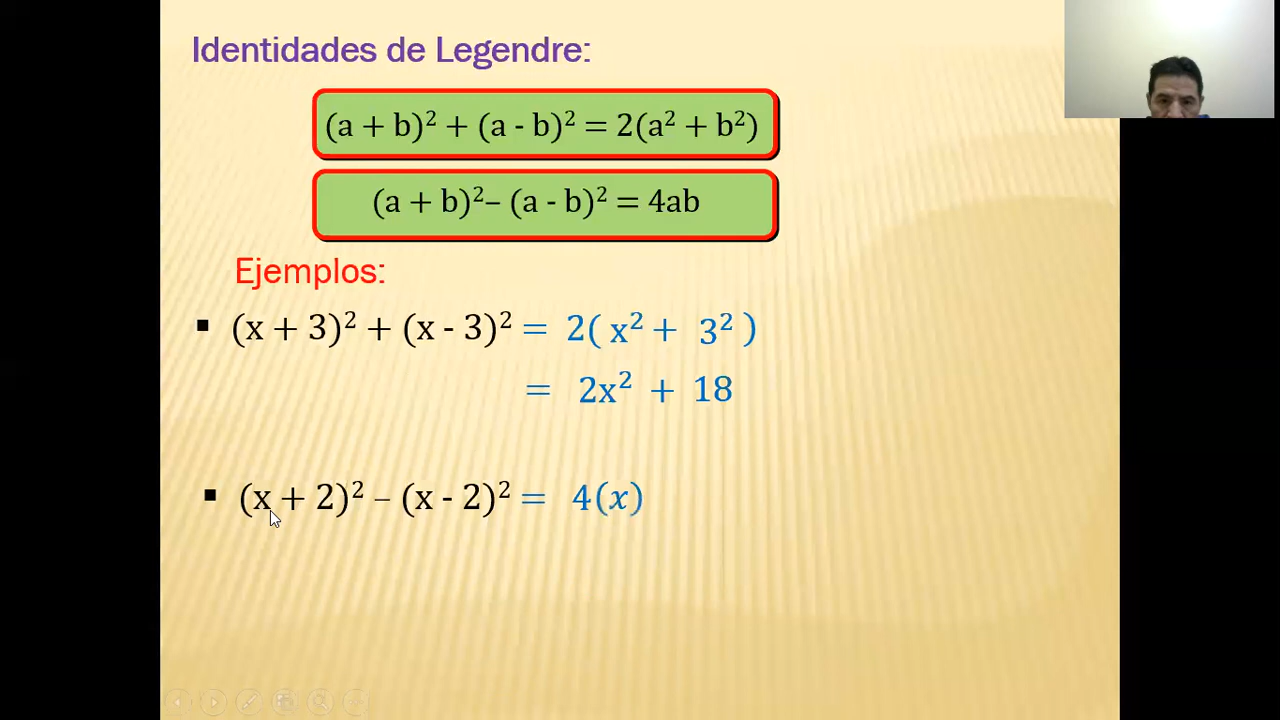 Identidades de Legendre:
(a + b)² + (a - b)² = 2(a² + b²)
(a + b)²– (a - b)² = 4ab
Ejemplos:
▪ (x + 3)² + (x - 3)² = 2( x² + 3² )
= 2x² + 18
▪ (x + 2)² – (x - 2)² = 4(x)